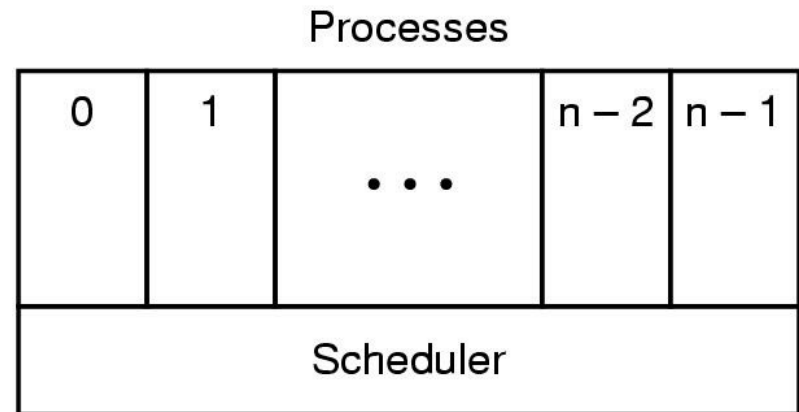 Processes
0 1 • • • n – 2 n – 1
Scheduler